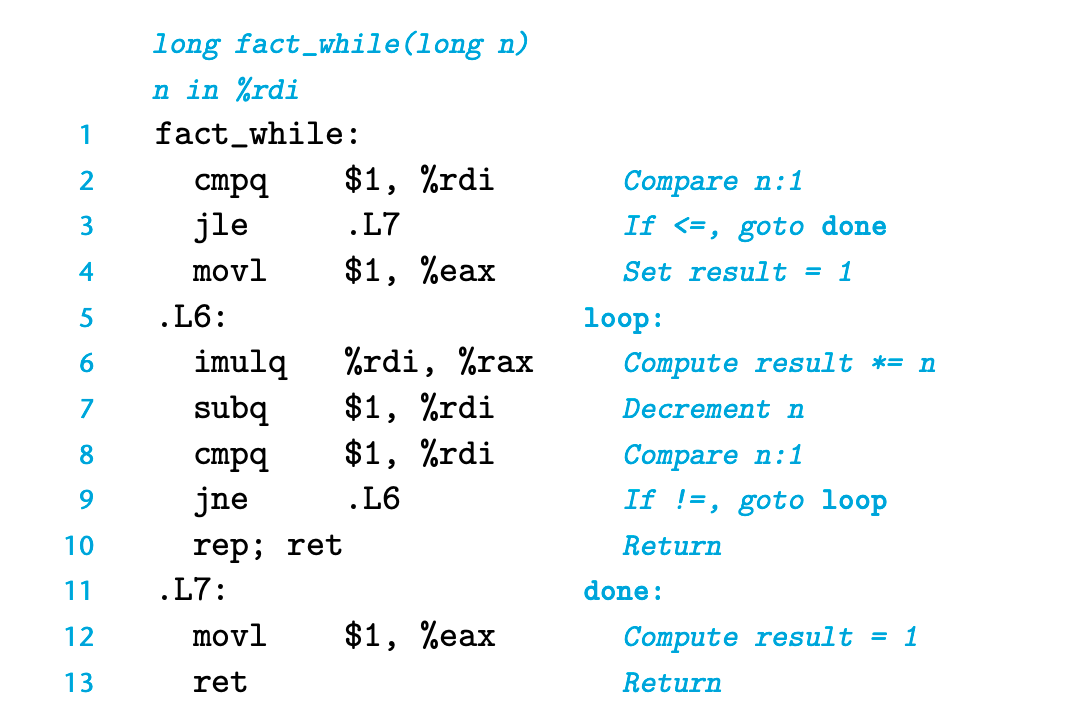 long fact_while(long n)
n in %rdi
1 fact_while:
2 cmpq $1, %rdi Compare n:1
3 jle .L7 If <=, goto done
4 movl $1, %eax Set result = 1
5 .L6: loop:
6 imulq %rdi, %rax Compute result *= n
7 subq $1, %rdi Decrement n
8 cmpq $1, %rdi Compare n:1
9 jne .L6 If !=, goto loop
10 rep; ret Return
11 .L7: done:
12 movl $1, %eax Compute result = 1
13 ret Return